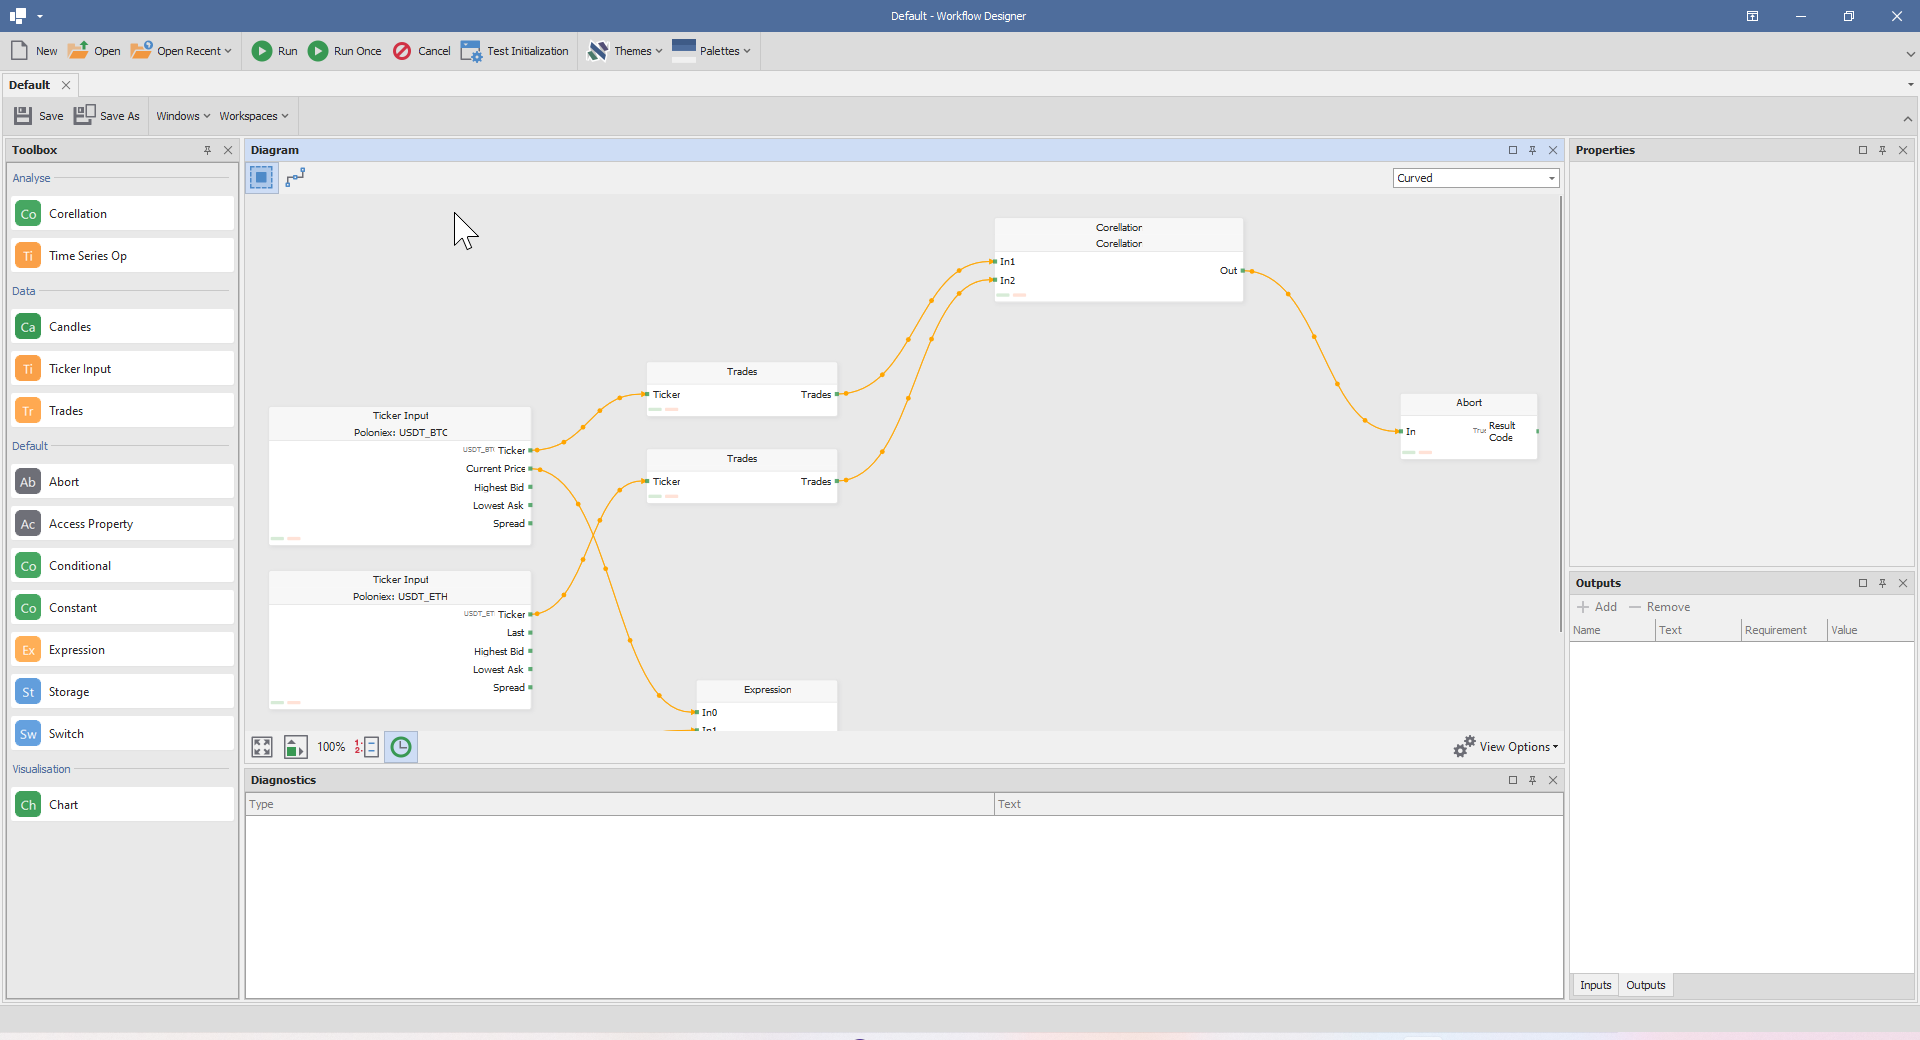 Default - Workflow Designer
New Open Open Recent Run Run Once Cancel Test Initialization Themes Palettes
Default
Save Save As Windows Workspaces
Toolbox
Analyse
Co Corellation
Ti Time Series Op
Data
Ca Candles
Ti Ticker Input
Tr Trades
Default
Ab Abort
Ac Access Property
Co Conditional
Co Constant
Ex Expression
St Storage
Sw Switch
Visualisation
Ch Chart
Diagram
Curved
Corellatior
Corellatior
In1
In2
Out
Trades
Ticker Trades
Trades
Ticker Trades
Ticker Input
Poloniex: USDT_BTC
USDT_BT Ticker
Current Price
Highest Bid
Lowest Ask
Spread
Ticker Input
Poloniex: USDT_ETH
USDT_ET Ticker
Last
Highest Bid
Lowest Ask
Spread
Abort
In True Result
Code
Expression
In0
In1
100%
1:
2:
View Options
Diagnostics
Type Text
Properties
Outputs
Add Remove
Name Text Requirement Value
Inputs Outputs